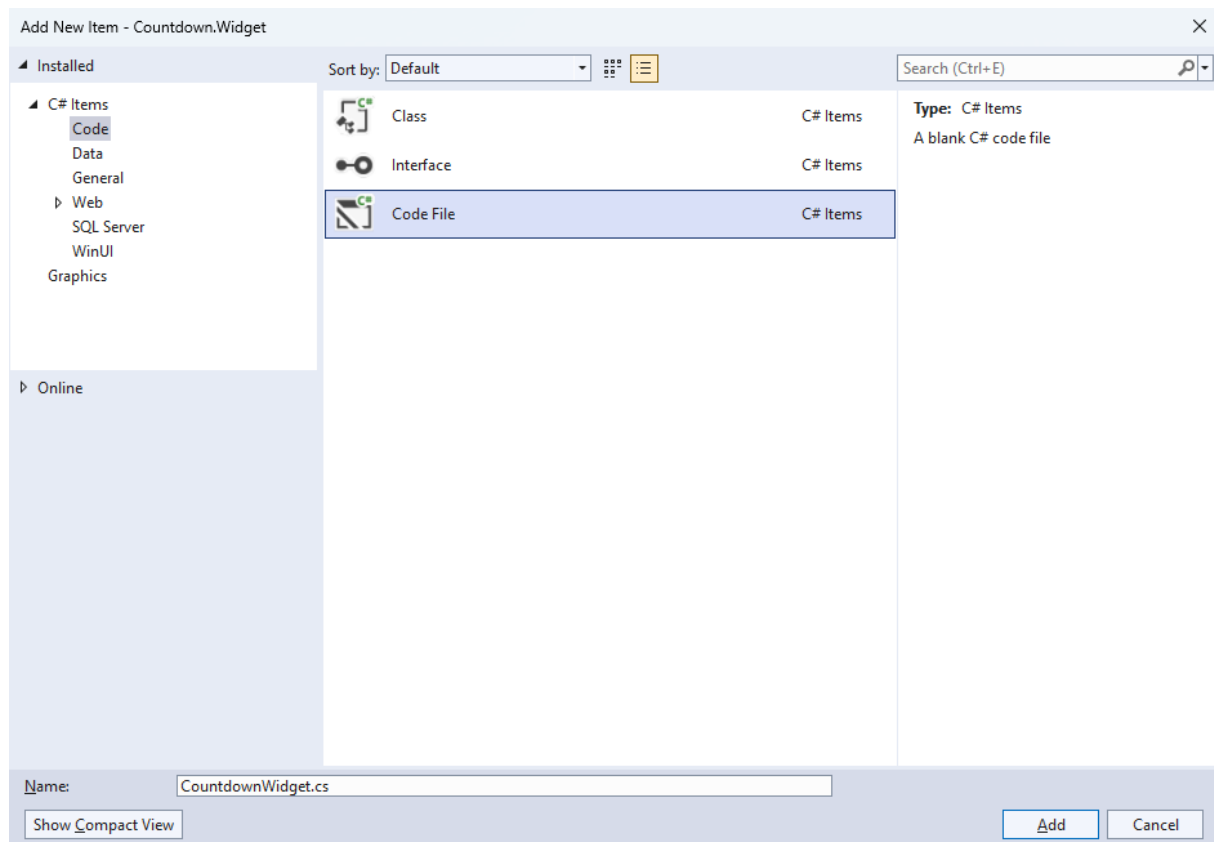 Add New Item - Countdown.Widget
Installed
Sort by: Default
Search (Ctrl+E)
C# Items
Code
Data
General
Web
SQL Server
WinUI
Graphics
Online
Class C# Items
Interface C# Items
Code File C# Items
Type: C# Items
A blank C# code file
Name: CountdownWidget.cs
Show Compact View
Add
Cancel